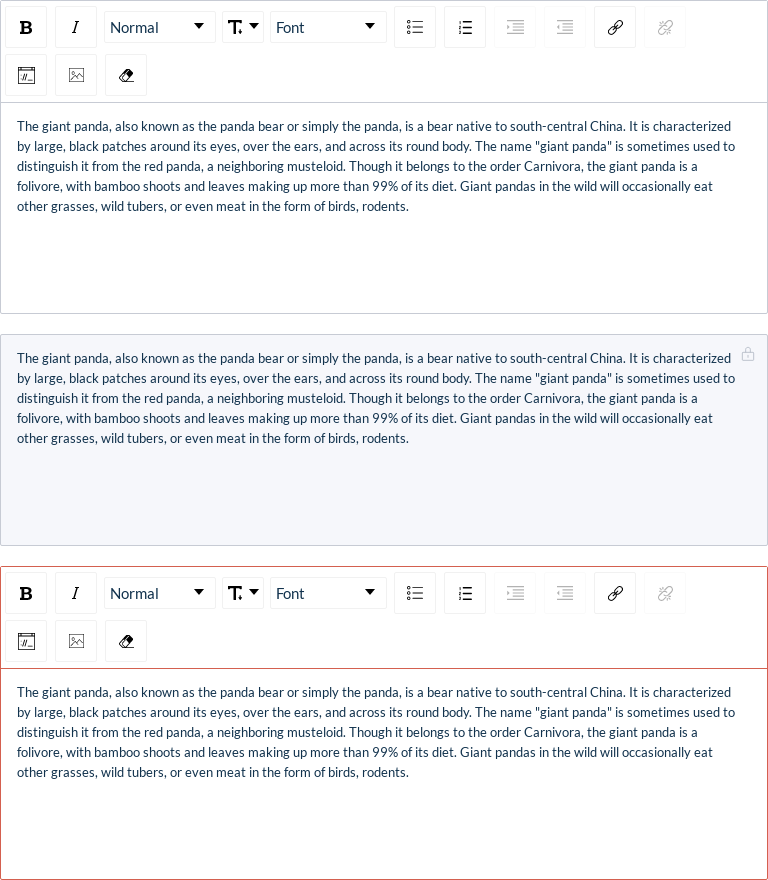 B I Normal T Font
The giant panda, also known as the panda bear or simply the panda, is a bear native to south-central China. It is characterized
by large, black patches around its eyes, over the ears, and across its round body. The name "giant panda" is sometimes used to
distinguish it from the red panda, a neighboring musteloid. Though it belongs to the order Carnivora, the giant panda is a
folivore, with bamboo shoots and leaves making up more than 99% of its diet. Giant pandas in the wild will occasionally eat
other grasses, wild tubers, or even meat in the form of birds, rodents.
The giant panda, also known as the panda bear or simply the panda, is a bear native to south-central China. It is characterized
by large, black patches around its eyes, over the ears, and across its round body. The name "giant panda" is sometimes used to
distinguish it from the red panda, a neighboring musteloid. Though it belongs to the order Carnivora, the giant panda is a
folivore, with bamboo shoots and leaves making up more than 99% of its diet. Giant pandas in the wild will occasionally eat
other grasses, wild tubers, or even meat in the form of birds, rodents.
B I Normal T Font
The giant panda, also known as the panda bear or simply the panda, is a bear native to south-central China. It is characterized
by large, black patches around its eyes, over the ears, and across its round body. The name "giant panda" is sometimes used to
distinguish it from the red panda, a neighboring musteloid. Though it belongs to the order Carnivora, the giant panda is a
folivore, with bamboo shoots and leaves making up more than 99% of its diet. Giant pandas in the wild will occasionally eat
other grasses, wild tubers, or even meat in the form of birds, rodents.